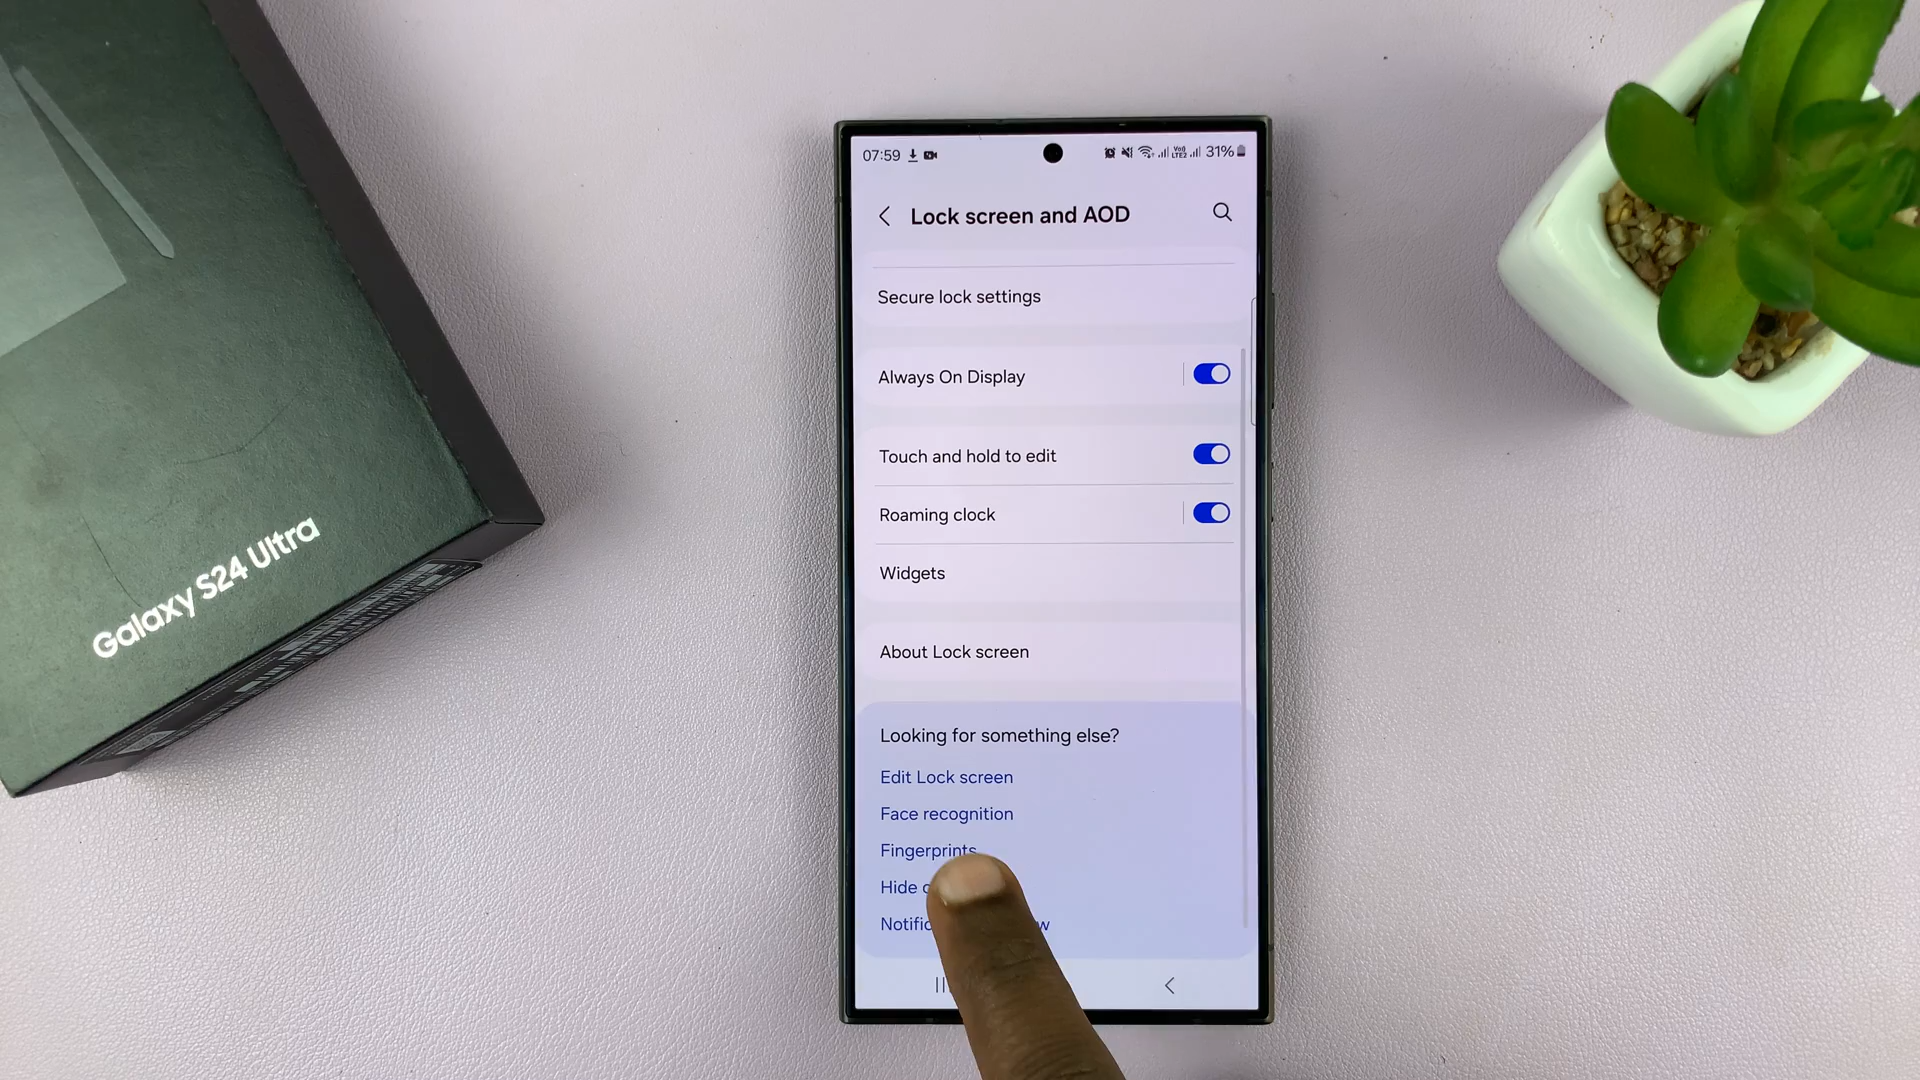 Galaxy S24 Ultra
07:59
31%
Lock screen and AOD
Secure lock settings
Always On Display
Touch and hold to edit
Roaming clock
Widgets
About Lock screen
Looking for something else?
Edit Lock screen
Face recognition
Fingerprints
Hide